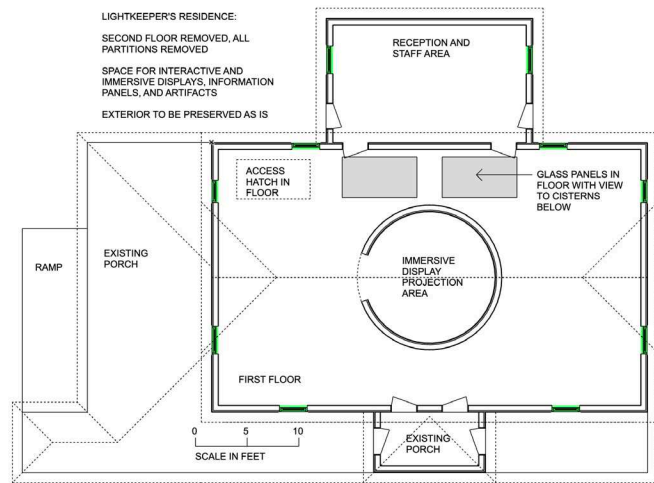 LIGHTKEEPER'S RESIDENCE:
SECOND FLOOR REMOVED, ALL
PARTITIONS REMOVED
SPACE FOR INTERACTIVE AND
IMMERSIVE DISPLAYS, INFORMATION
PANELS, AND ARTIFACTS
EXTERIOR TO BE PRESERVED AS IS
RECEPTION AND
STAFF AREA
ACCESS
HATCH IN
FLOOR
GLASS PANELS IN
FLOOR WITH VIEW
TO CISTERNS
BELOW
RAMP
EXISTING
PORCH
IMMERSIVE
DISPLAY
PROJECTION
AREA
FIRST FLOOR
0 5 10
SCALE IN FEET
EXISTING
PORCH